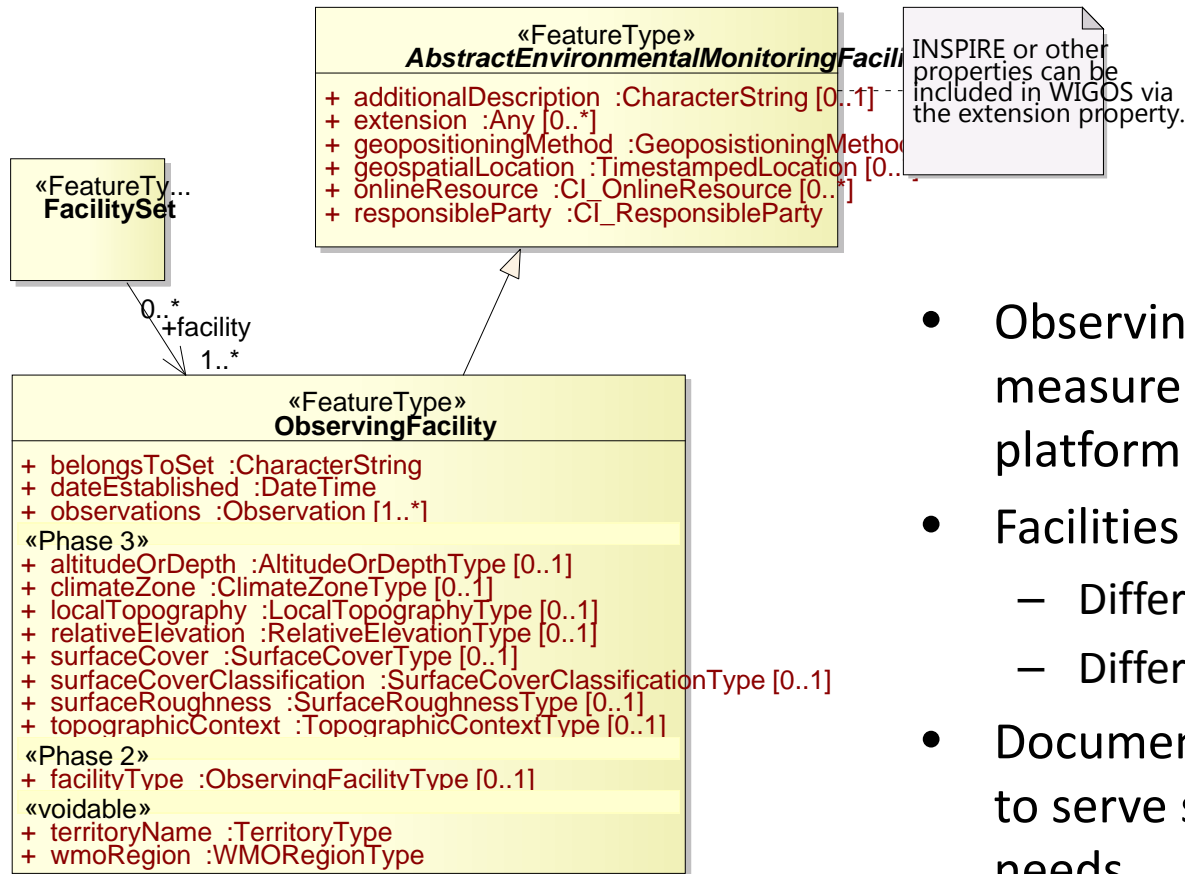 «FeatureType»
AbstractEnvironmentalMonitoringFacili
+ additionalDescription :CharacterString [0..1]
+ extension :Any [0..*]
+ geopositioningMethod :GeoposistioningMetho
+ geospatialLocation :TimestampedLocation [0..
+ onlineResource :CI_OnlineResource [0..*]
+ responsibleParty :CI_ResponsibleParty
INSPIRE or other
properties can be
included in WIGOS via
the extension property.
«FeatureTy...
FacilitySet
0..*
+facility
1..*
«FeatureType»
ObservingFacility
+ belongsToSet :CharacterString
+ dateEstablished :DateTime
+ observations :Observation [1..*]
«Phase 3»
+ altitudeOrDepth :AltitudeOrDepthType [0..1]
+ climateZone :ClimateZoneType [0..1]
+ localTopography :LocalTopographyType [0..1]
+ relativeElevation :RelativeElevationType [0..1]
+ surfaceCover :SurfaceCoverType [0..1]
+ surfaceCoverClassification :SurfaceCoverClassificationType [0..1]
+ surfaceRoughness :SurfaceRoughnessType [0..1]
+ topographicContext :TopographicContextType [0..1]
«Phase 2»
+ facilityType :ObservingFacilityType [0..1]
«voidable»
+ territoryName :TerritoryType
+ wmoRegion :WMORegionType
• Observin
measure
platform
• Facilities
– Differ
– Differ
• Documen
to serve s
needs